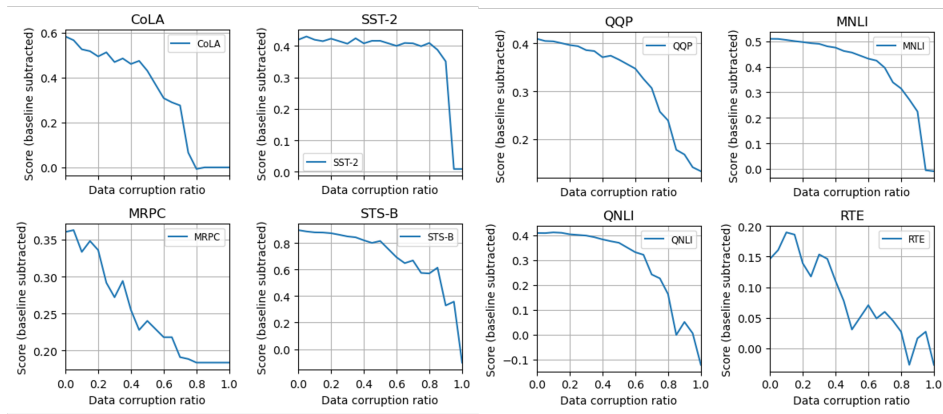 CoLA
Score (baseline subtracted)
0.6
0.4
0.2
0.0
CoLA
Data corruption ratio
SST-2
Score (baseline subtracted)
0.4
0.3
0.2
0.1
0.0
SST-2
Data corruption ratio
QQP
Score (baseline subtracted)
0.4
0.3
0.2
QQP
Data corruption ratio
MNLI
Score (baseline subtracted)
0.5
0.4
0.3
0.2
0.1
0.0
MNLI
Data corruption ratio
MRPC
Score (baseline subtracted)
0.35
0.30
0.25
0.20
MRPC
0.0 0.2 0.4 0.6 0.8 1.0
Data corruption ratio
STS-B
Score (baseline subtracted)
0.8
0.6
0.4
0.2
0.0
STS-B
0.0 0.2 0.4 0.6 0.8 1.0
Data corruption ratio
QNLI
Score (baseline subtracted)
0.4
0.3
0.2
0.1
0.0
−0.1
QNLI
0.0 0.2 0.4 0.6 0.8 1.0
Data corruption ratio
RTE
Score (baseline subtracted)
0.20
0.15
0.10
0.05
0.00
RTE
0.0 0.2 0.4 0.6 0.8 1.0
Data corruption ratio